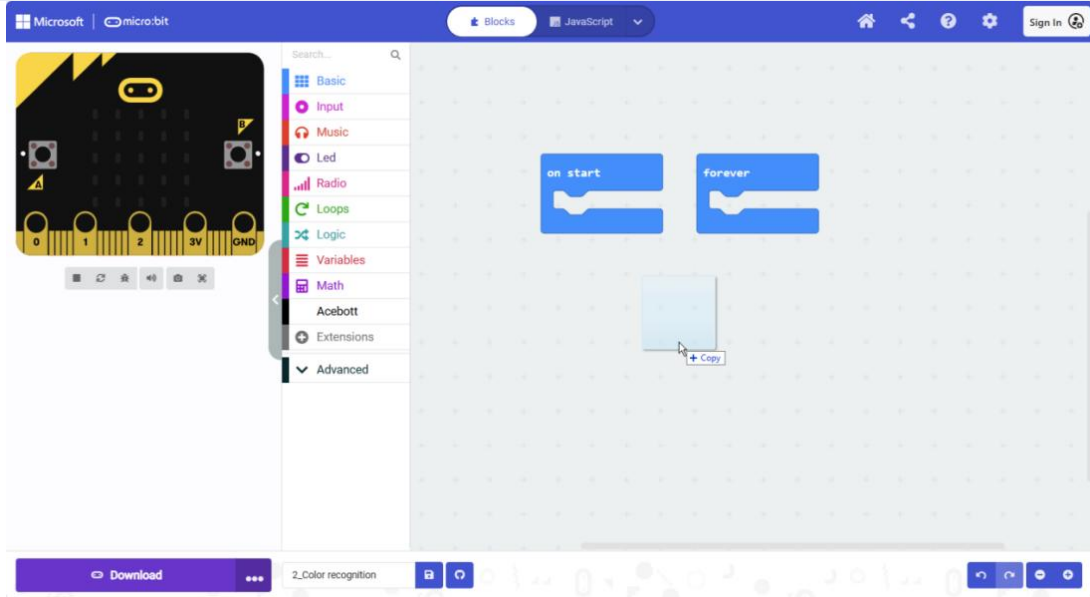 Microsoft | micro:bit
Blocks
JavaScript
Sign In
Search...
Basic
Input
Music
Led
Radio
Loops
Logic
Variables
Math
Acebott
Extensions
Advanced
A
B
0 1 2 3V GND
on start
forever
+ Copy
Download
2_Color recognition